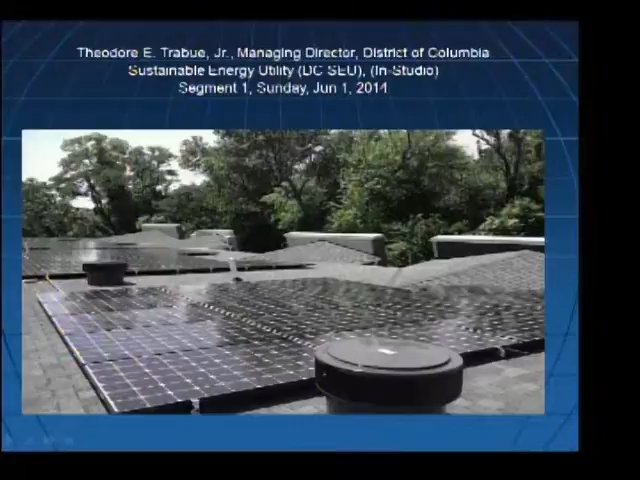 Theodore E. Trabue, Jr., Managing Director, District of Columbia
Sustainable Energy Utility (DC SEU), (In-Studio)
Segment 1, Sunday, Jun 1, 2014